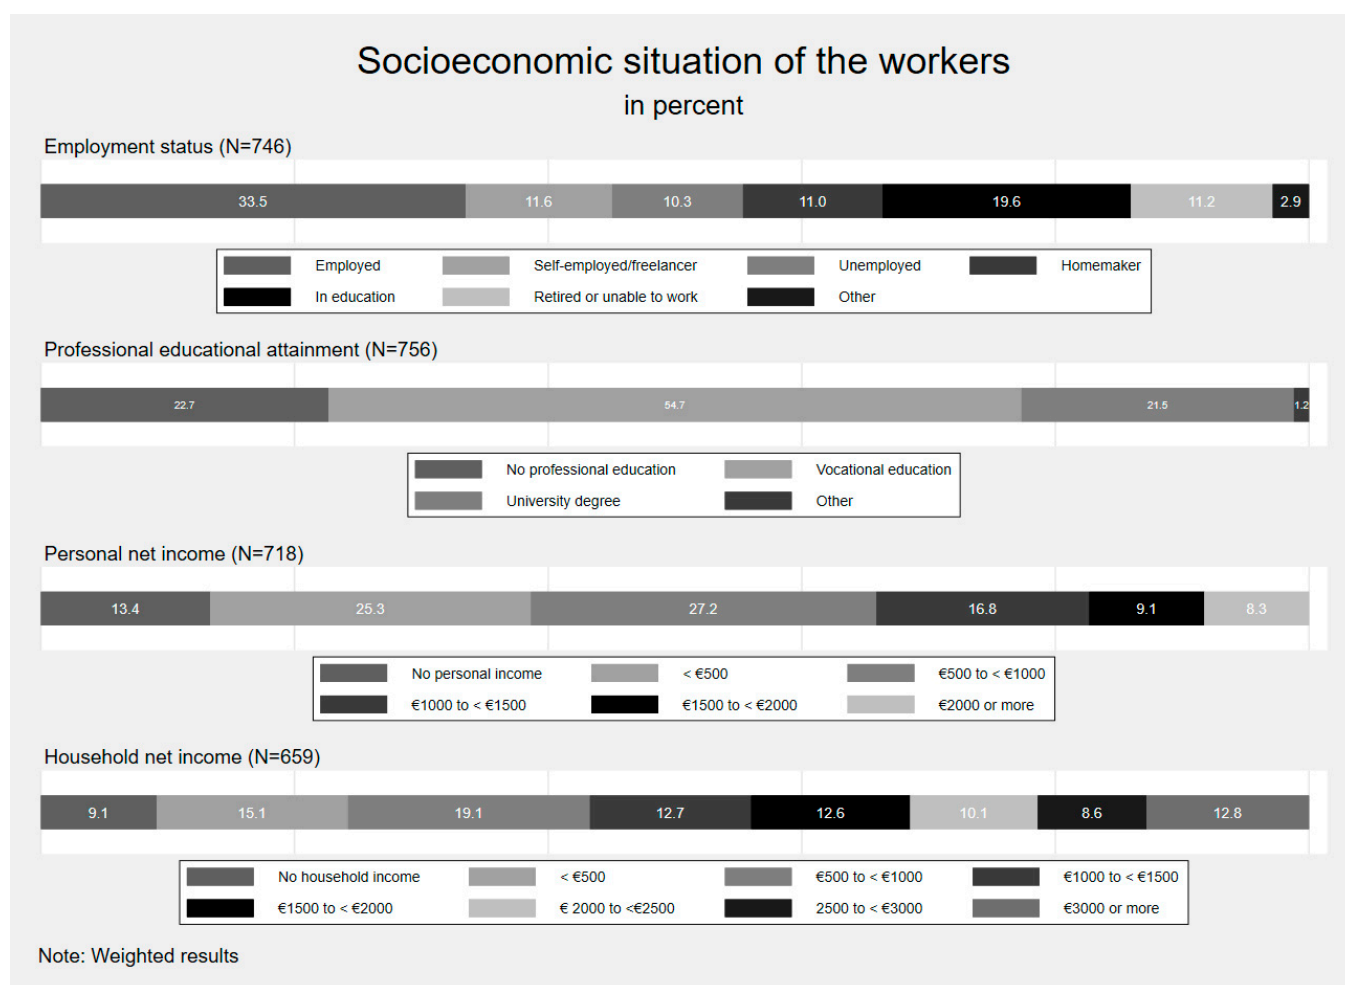 Socioeconomic situation of the workers
in percent
Employment status (N=746)
33.5 11.6 10.3 11.0 19.6 11.2 2.9
Employed Self-employed/freelancer Unemployed Homemaker
In education Retired or unable to work Other
Professional educational attainment (N=756)
22.7 54.7 21.5 1.2
No professional education Vocational education
University degree Other
Personal net income (N=718)
13.4 25.3 27.2 16.8 9.1 8.3
No personal income < €500 €500 to < €1000
€1000 to < €1500 €1500 to < €2000 €2000 or more
Household net income (N=659)
9.1 15.1 19.1 12.7 12.6 10.1 8.6 12.8
No household income < €500 €500 to < €1000 €1000 to < €1500
€1500 to < €2000 € 2000 to <€2500 2500 to < €3000 €3000 or more
Note: Weighted results